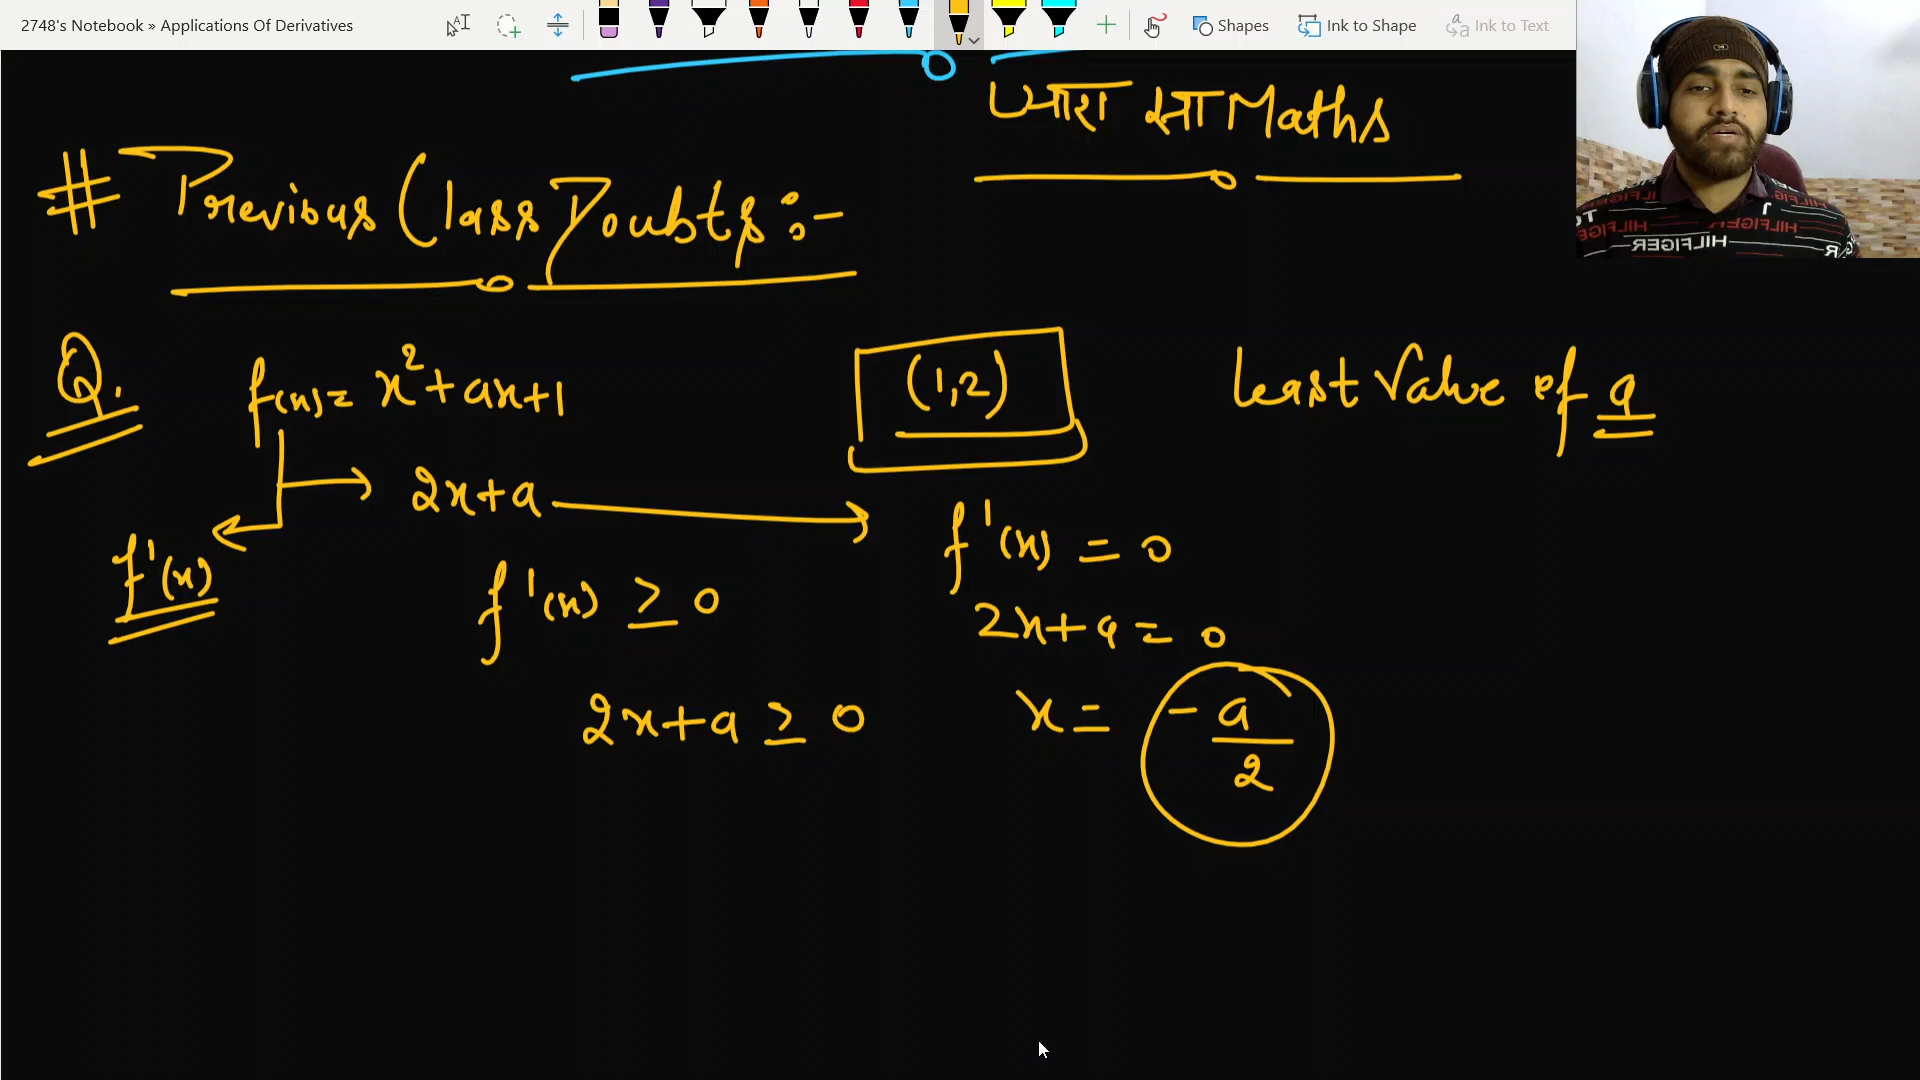 2748's Notebook » Applications Of Derivatives
Shapes
Ink to Shape
Ink to Text
प्यारा सा Maths
# Previous Class Doubts :-
Q. f(x) = x² + ax + 1 (1,2) least Value of a
2x + a
f'(x)
f'(x) ≥ 0
2x + a ≥ 0
f'(x) = 0
2x + a = 0
x = -a/2
HILFIGER